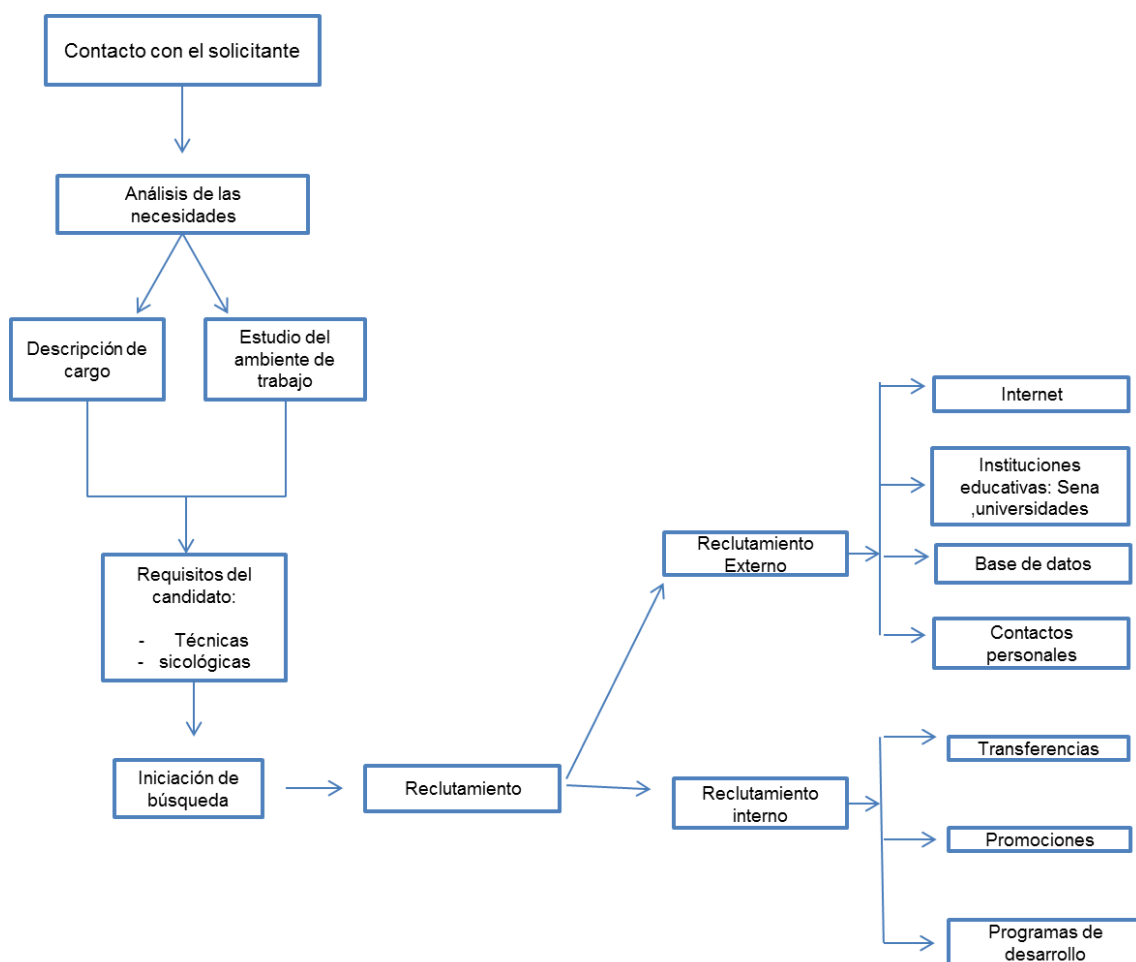 Contacto con el solicitante
Análisis de las
necesidades
Descripción de
cargo
Estudio del
ambiente de
trabajo
Requisitos del
candidato:
- Técnicas
- sicológicas
Iniciación de
búsqueda
Reclutamiento
Reclutamiento
Externo
Internet
Instituciones
educativas: Sena
,universidades
Base de datos
Contactos
personales
Reclutamiento
interno
Transferencias
Promociones
Programas de
desarrollo